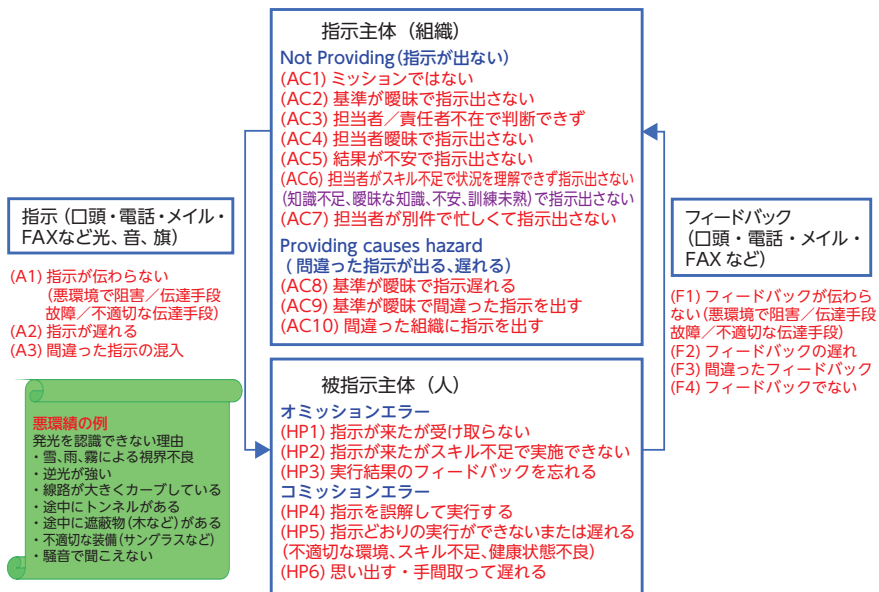 指示主体（組織）
Not Providing(指示が出ない)
(AC1) ミッションではない
(AC2) 基準が曖昧で指示出さない
(AC3) 担当者／責任者不在で判断できず
(AC4) 担当者曖昧で指示出さない
(AC5) 結果が不安で指示出さない
(AC6) 担当者がスキル不足で状況を理解できず指示出さない
(知識不足、曖昧な知識、不安、訓練未熟)で指示出さない
(AC7) 担当者が別件で忙しくて指示出さない
Providing causes hazard
( 間違った指示が出る、遅れる)
(AC8) 基準が曖昧で指示遅れる
(AC9) 基準が曖昧で間違った指示を出す
(AC10) 間違った組織に指示を出す
指示（口頭・電話・メイル・
FAXなど光、音、旗）
(A1) 指示が伝わらない
(悪環境で阻害／伝達手段
故障／不適切な伝達手段)
(A2) 指示が遅れる
(A3) 間違った指示の混入
フィードバック
（口頭・電話・メイル・
FAX など）
(F1) フィードバックが伝わら
ない(悪環境で阻害／伝達手段
故障／不適切な伝達手段)
(F2) フィードバックの遅れ
(F3) 間違ったフィードバック
(F4) フィードバックでない
悪環績の例
発光を認識できない理由
・雪、雨、霧による視界不良
・逆光が強い
・線路が大きくカーブしている
・途中にトンネルがある
・途中に遮蔽物(木など)がある
・不適切な装備(サングラスなど)
・騒音で聞こえない
被指示主体（人）
オミッションエラー
(HP1) 指示が来たが受け取らない
(HP2) 指示が来たがスキル不足で実施できない
(HP3) 実行結果のフィードバックを忘れる
コミッションエラー
(HP4) 指示を誤解して実行する
(HP5) 指示どおりの実行ができないまたは遅れる
(不適切な環境、スキル不足、健康状態不良)
(HP6) 思い出す・手間取って遅れる